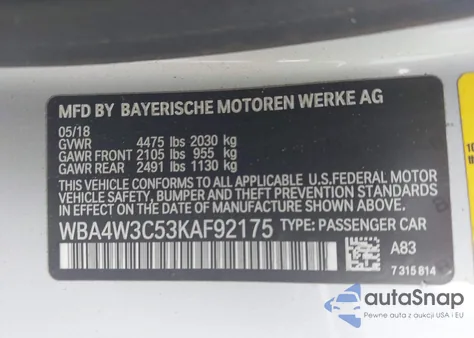 MFD BY BAYERISCHE MOTOREN WERKE AG
05/18
GVWR 4475 lbs 2030 kg
GAWR FRONT 2105 lbs 955 kg
GAWR REAR 2491 lbs 1130 kg
THIS VEHICLE CONFORMS TO ALL APPLICABLE U.S.FEDERAL MOTOR
VEHICLE SAFETY, BUMPER AND THEFT PREVENTION STANDARDS
IN EFFECT ON THE DATE OF MANUFACTURE SHOWN ABOVE.
WBA4W3C53KAF92175 TYPE: PASSENGER CAR
A83
7 315 814
autoSnap
Pewne auta z aukcji USA i EU